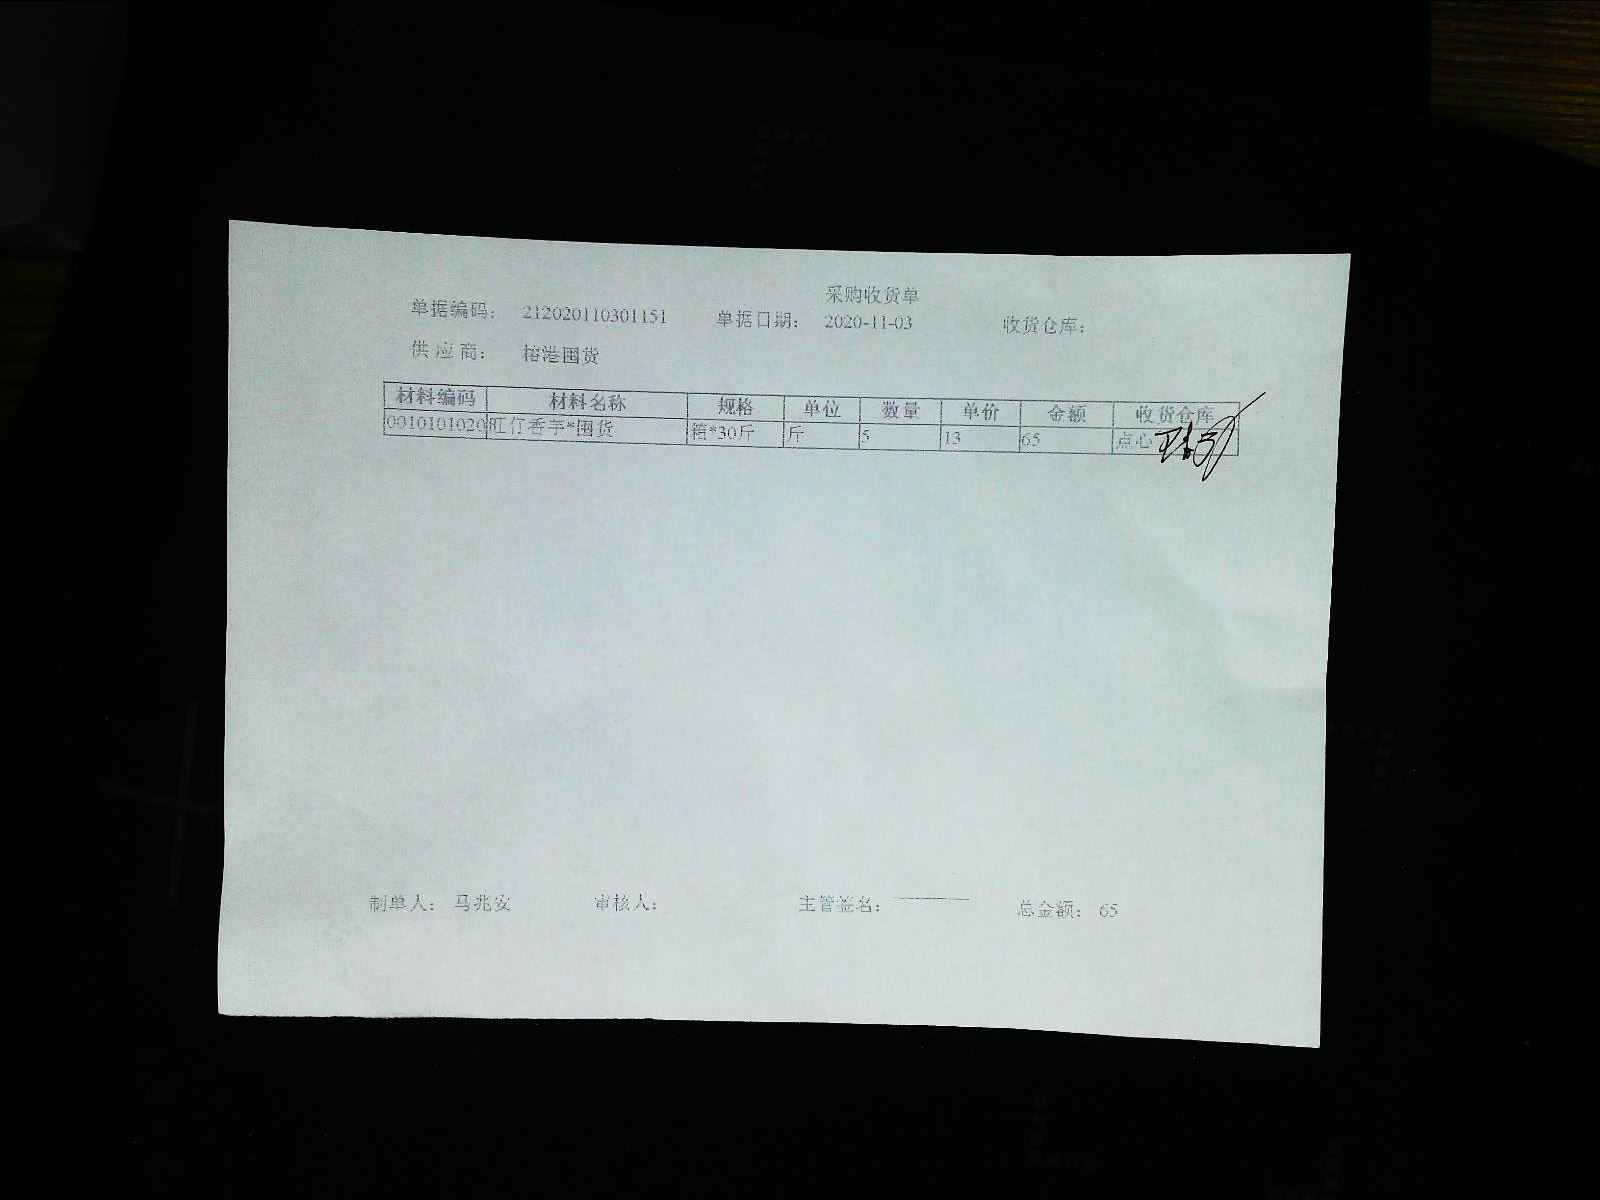 采购收货单
单据编码： 212020110301151 单据日期： 2020-11-03 收货仓库：
供应商： 榕港囤货
材料编码 材料名称 规格 单位 数量 单价 金额 收货仓库
0010101020 旺仔香芋*囤货 箱*30斤 斤 5 13 65 点心
制单人： 马兆安 审核人： 主管签名： 总金额： 65